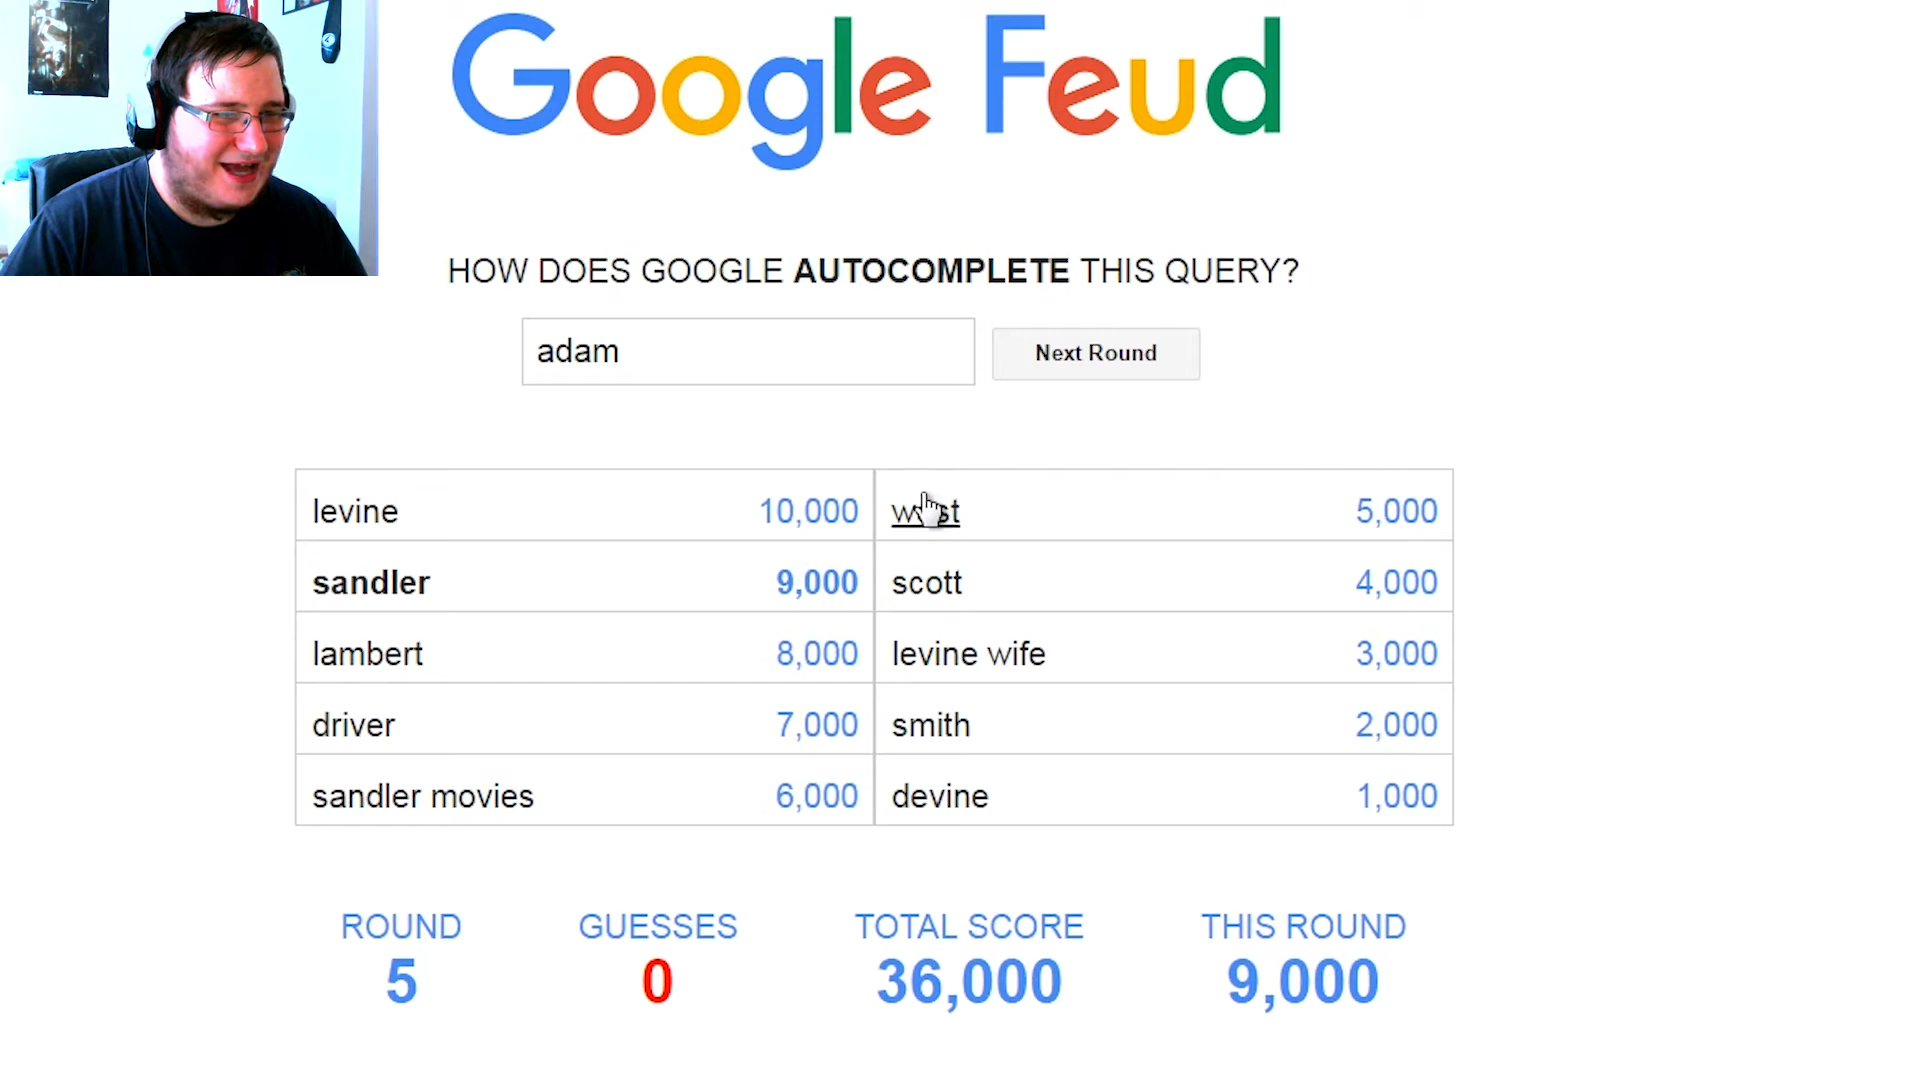 Google Feud
HOW DOES GOOGLE AUTOCOMPLETE THIS QUERY?
adam
Next Round
levine 10,000
sandler 9,000
lambert 8,000
driver 7,000
sandler movies 6,000
west 5,000
scott 4,000
levine wife 3,000
smith 2,000
devine 1,000
ROUND GUESSES TOTAL SCORE THIS ROUND
5 0 36,000 9,000